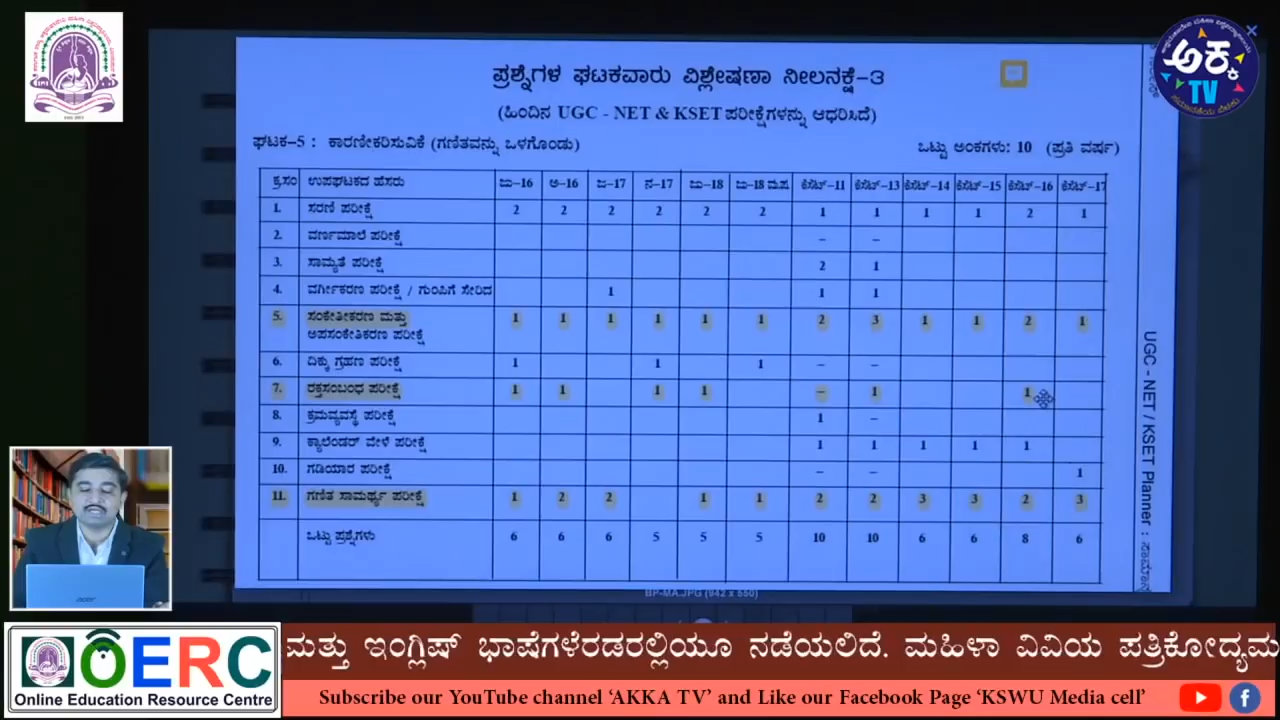 ಅಕ್ಕ
TV
ಪ್ರಶ್ನೆಗಳ ಘಟಕವಾರು ವಿಶ್ಲೇಷಣಾ ನೀಲನಕ್ಷೆ-೨
(ಹಿಂದಿನ UGC - NET & KSET ಪರೀಕ್ಷೆಗಳನ್ನು ಆಧರಿಸಿದೆ)
ಘಟಕ-5 : ಕಾರಣೀಕರಿಸುವಿಕೆ (ಗಣಿತವನ್ನು ಒಳಗೊಂಡು) ಒಟ್ಟು ಅಂಕಗಳು: 10 (ಪ್ರತಿ ವರ್ಷ)
ಕ್ರಸಂ ಉಪಘಟಕದ ಹೆಸರು ಜು-16 ಅ-16 ಜ-17 ನ-17 ಜು-18 ಜು-18 ಮ.ಪ ಕೆಸೆಟ್-11 ಕೆಸೆಟ್-13 ಕೆಸೆಟ್-14 ಕೆಸೆಟ್-15 ಕೆಸೆಟ್-16 ಕೆಸೆಟ್-17
1. ಸರಣಿ ಪರೀಕ್ಷೆ 2 2 2 2 2 2 1 1 1 1 2 1
2. ವರ್ಣಮಾಲೆ ಪರೀಕ್ಷೆ - -
3. ಸಾಮ್ಯತೆ ಪರೀಕ್ಷೆ 2 1
4. ವರ್ಗೀಕರಣ ಪರೀಕ್ಷೆ / ಗುಂಪಿಗೆ ಸೇರಿದ 1 1 1
5. ಸಂಕೇತೀಕರಣ ಮತ್ತು 1 1 1 1 1 1 2 3 1 1 2 1
ಅಪಸಂಕೇತಿಕರಣ ಪರೀಕ್ಷೆ
6. ದಿಕ್ಕು ಗ್ರಹಣ ಪರೀಕ್ಷೆ 1 1 1 - -
7. ರಕ್ತಸಂಬಂಧ ಪರೀಕ್ಷೆ 1 1 1 1 - 1 1
8. ಕ್ರಮವ್ಯವಸ್ಥೆ ಪರೀಕ್ಷೆ 1 -
9. ಕ್ಯಾಲೆಂಡರ್ ವೇಳೆ ಪರೀಕ್ಷೆ 1 1 1 1 1
10. ಗಡಿಯಾರ ಪರೀಕ್ಷೆ - - 1
11. ಗಣಿತ ಸಾಮರ್ಥ್ಯ ಪರೀಕ್ಷೆ 1 2 2 1 1 2 2 3 3 2 3
ಒಟ್ಟು ಪ್ರಶ್ನೆಗಳು 6 6 6 5 5 5 10 10 6 6 8 6
UGC - NET / KSET Planner :
BP-MA.JPG (942 x 550)
acer
OERC
Online Education Resource Centre
ಮತ್ತು ಇಂಗ್ಲಿಷ್ ಭಾಷೆಗಳೆರಡರಲ್ಲಿಯೂ ನಡೆಯಲಿದೆ. ಮಹಿಳಾ ವಿವಿಯ ಪತ್ರಿಕೋದ್ಯಮ
Subscribe our YouTube channel ‘AKKA TV’ and Like our Facebook Page ‘KSWU Media cell’